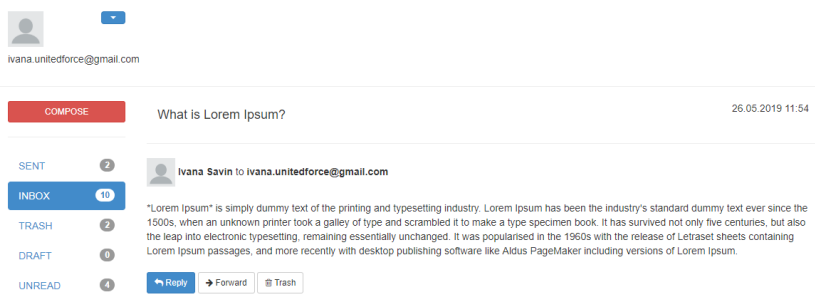 ivana.unitedforce@gmail.com
COMPOSE
What is Lorem Ipsum?
26.05.2019 11:54
SENT 2
INBOX 10
TRASH 2
DRAFT 0
UNREAD 4
Ivana Savin to ivana.unitedforce@gmail.com
"Lorem Ipsum" is simply dummy text of the printing and typesetting industry. Lorem Ipsum has been the industry's standard dummy text ever since the
1500s, when an unknown printer took a galley of type and scrambled it to make a type specimen book. It has survived not only five centuries, but also
the leap into electronic typesetting, remaining essentially unchanged. It was popularised in the 1960s with the release of Letraset sheets containing
Lorem Ipsum passages, and more recently with desktop publishing software like Aldus PageMaker including versions of Lorem Ipsum.
Reply Forward Trash